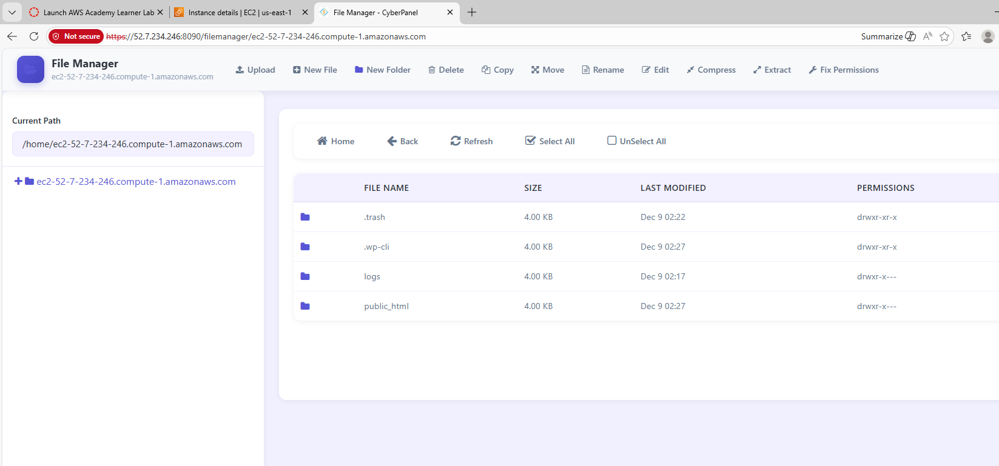 Launch AWS Academy Learner Lab
Instance details | EC2 | us-east-1
File Manager - CyberPanel
Not secure
https://52.7.234.246:8090/filemanager/ec2-52-7-234-246.compute-1.amazonaws.com
Summarize
File Manager
ec2-52-7-234-246.compute-1.amazonaws.com
Upload
New File
New Folder
Delete
Copy
Move
Rename
Edit
Compress
Extract
Fix Permissions
Current Path
/home/ec2-52-7-234-246.compute-1.amazonaws.com
ec2-52-7-234-246.compute-1.amazonaws.com
Home
Back
Refresh
Select All
UnSelect All
FILE NAME SIZE LAST MODIFIED PERMISSIONS
.trash 4.00 KB Dec 9 02:22 drwxr-xr-x
.wp-cli 4.00 KB Dec 9 02:27 drwxr-xr-x
logs 4.00 KB Dec 9 02:17 drwxr-x---
public_html 4.00 KB Dec 9 02:27 drwxr-x---